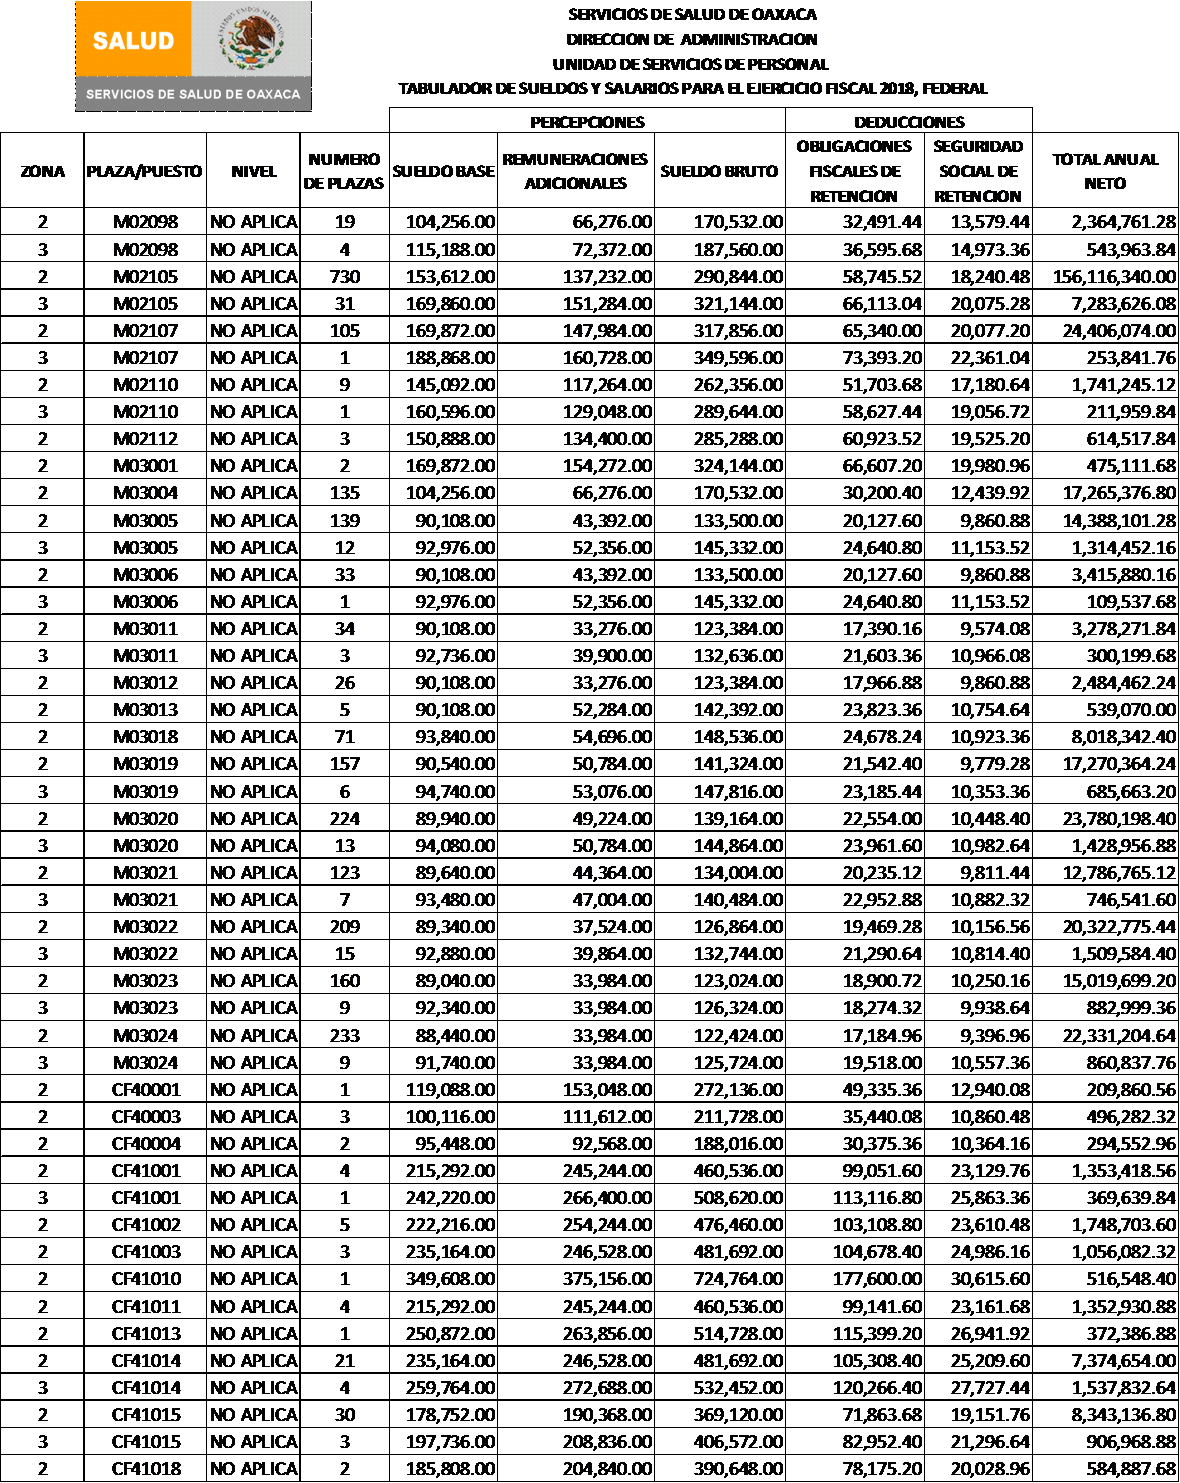 SALUD
ESTADOS UNIDOS MEXICANOS
SERVICIOS DE SALUD DE OAXACA
SERVICIOS DE SALUD DE OAXACA
DIRECCION DE ADMINISTRACION
UNIDAD DE SERVICIOS DE PERSONAL
TABULADOR DE SUELDOS Y SALARIOS PARA EL EJERCICIO FISCAL 2018, FEDERAL
PERCEPCIONES DEDUCCIONES
ZONA PLAZA/PUESTO NIVEL NUMERO DE PLAZAS SUELDO BASE REMUNERACIONES ADICIONALES SUELDO BRUTO OBLIGACIONES FISCALES DE RETENCION SEGURIDAD SOCIAL DE RETENCION TOTAL ANUAL NETO
2 M02098 NO APLICA 19 104,256.00 66,276.00 170,532.00 32,491.44 13,579.44 2,364,761.28
3 M02098 NO APLICA 4 115,188.00 72,372.00 187,560.00 36,595.68 14,973.36 543,963.84
2 M02105 NO APLICA 730 153,612.00 137,232.00 290,844.00 58,745.52 18,240.48 156,116,340.00
3 M02105 NO APLICA 31 169,860.00 151,284.00 321,144.00 66,113.04 20,075.28 7,283,626.08
2 M02107 NO APLICA 105 169,872.00 147,984.00 317,856.00 65,340.00 20,077.20 24,406,074.00
3 M02107 NO APLICA 1 188,868.00 160,728.00 349,596.00 73,393.20 22,361.04 253,841.76
2 M02110 NO APLICA 9 145,092.00 117,264.00 262,356.00 51,703.68 17,180.64 1,741,245.12
3 M02110 NO APLICA 1 160,596.00 129,048.00 289,644.00 58,627.44 19,056.72 211,959.84
2 M02112 NO APLICA 3 150,888.00 134,400.00 285,288.00 60,923.52 19,525.20 614,517.84
2 M03001 NO APLICA 2 169,872.00 154,272.00 324,144.00 66,607.20 19,980.96 475,111.68
2 M03004 NO APLICA 135 104,256.00 66,276.00 170,532.00 30,200.40 12,439.92 17,265,376.80
2 M03005 NO APLICA 139 90,108.00 43,392.00 133,500.00 20,127.60 9,860.88 14,388,101.28
3 M03005 NO APLICA 12 92,976.00 52,356.00 145,332.00 24,640.80 11,153.52 1,314,452.16
2 M03006 NO APLICA 33 90,108.00 43,392.00 133,500.00 20,127.60 9,860.88 3,415,880.16
3 M03006 NO APLICA 1 92,976.00 52,356.00 145,332.00 24,640.80 11,153.52 109,537.68
2 M03011 NO APLICA 34 90,108.00 33,276.00 123,384.00 17,390.16 9,574.08 3,278,271.84
3 M03011 NO APLICA 3 92,736.00 39,900.00 132,636.00 21,603.36 10,966.08 300,199.68
2 M03012 NO APLICA 26 90,108.00 33,276.00 123,384.00 17,966.88 9,860.88 2,484,462.24
2 M03013 NO APLICA 5 90,108.00 52,284.00 142,392.00 23,823.36 10,754.64 539,070.00
2 M03018 NO APLICA 71 93,840.00 54,696.00 148,536.00 24,678.24 10,923.36 8,018,342.40
2 M03019 NO APLICA 157 90,540.00 50,784.00 141,324.00 21,542.40 9,779.28 17,270,364.24
3 M03019 NO APLICA 6 94,740.00 53,076.00 147,816.00 23,185.44 10,353.36 685,663.20
2 M03020 NO APLICA 224 89,940.00 49,224.00 139,164.00 22,554.00 10,448.40 23,780,198.40
3 M03020 NO APLICA 13 94,080.00 50,784.00 144,864.00 23,961.60 10,982.64 1,428,956.88
2 M03021 NO APLICA 123 89,640.00 44,364.00 134,004.00 20,235.12 9,811.44 12,786,765.12
3 M03021 NO APLICA 7 93,480.00 47,004.00 140,484.00 22,952.88 10,882.32 746,541.60
2 M03022 NO APLICA 209 89,340.00 37,524.00 126,864.00 19,469.28 10,156.56 20,322,775.44
3 M03022 NO APLICA 15 92,880.00 39,864.00 132,744.00 21,290.64 10,814.40 1,509,584.40
2 M03023 NO APLICA 160 89,040.00 33,984.00 123,024.00 18,900.72 10,250.16 15,019,699.20
3 M03023 NO APLICA 9 92,340.00 33,984.00 126,324.00 18,274.32 9,938.64 882,999.36
2 M03024 NO APLICA 233 88,440.00 33,984.00 122,424.00 17,184.96 9,396.96 22,331,204.64
3 M03024 NO APLICA 9 91,740.00 33,984.00 125,724.00 19,518.00 10,557.36 860,837.76
2 CF40001 NO APLICA 1 119,088.00 153,048.00 272,136.00 49,335.36 12,940.08 209,860.56
2 CF40003 NO APLICA 3 100,116.00 111,612.00 211,728.00 35,440.08 10,860.48 496,282.32
2 CF40004 NO APLICA 2 95,448.00 92,568.00 188,016.00 30,375.36 10,364.16 294,552.96
2 CF41001 NO APLICA 4 215,292.00 245,244.00 460,536.00 99,051.60 23,129.76 1,353,418.56
3 CF41001 NO APLICA 1 242,220.00 266,400.00 508,620.00 113,116.80 25,863.36 369,639.84
2 CF41002 NO APLICA 5 222,216.00 254,244.00 476,460.00 103,108.80 23,610.48 1,748,703.60
2 CF41003 NO APLICA 3 235,164.00 246,528.00 481,692.00 104,678.40 24,986.16 1,056,082.32
2 CF41010 NO APLICA 1 349,608.00 375,156.00 724,764.00 177,600.00 30,615.60 516,548.40
2 CF41011 NO APLICA 4 215,292.00 245,244.00 460,536.00 99,141.60 23,161.68 1,352,930.88
2 CF41013 NO APLICA 1 250,872.00 263,856.00 514,728.00 115,399.20 26,941.92 372,386.88
2 CF41014 NO APLICA 21 235,164.00 246,528.00 481,692.00 105,308.40 25,209.60 7,374,654.00
3 CF41014 NO APLICA 4 259,764.00 272,688.00 532,452.00 120,266.40 27,727.44 1,537,832.64
2 CF41015 NO APLICA 30 178,752.00 190,368.00 369,120.00 71,863.68 19,151.76 8,343,136.80
3 CF41015 NO APLICA 3 197,736.00 208,836.00 406,572.00 82,952.40 21,296.64 906,968.88
2 CF41018 NO APLICA 2 185,808.00 204,840.00 390,648.00 78,175.20 20,028.96 584,887.68